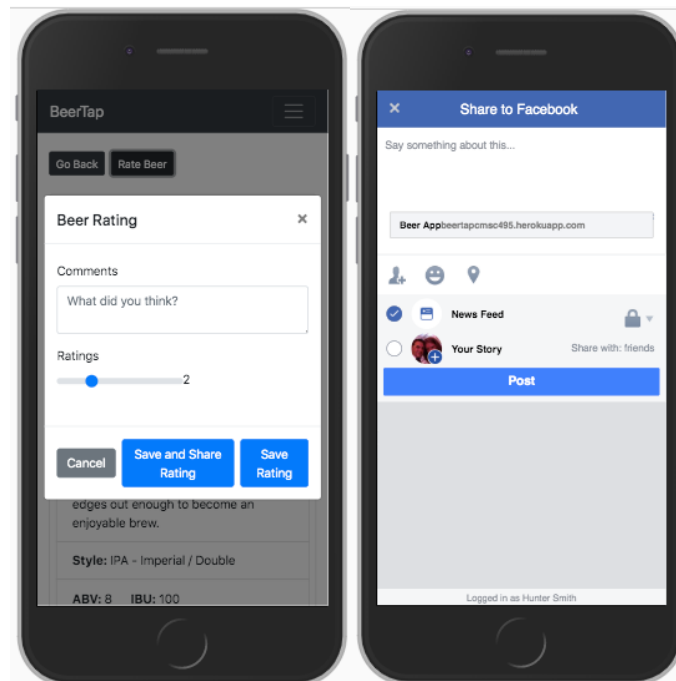 BeerTap
Go Back
Rate Beer
Beer Rating
×
Comments
What did you think?
Ratings
2
Cancel
Save and Share
Rating
Save
Rating
edges out enough to become an
enjoyable brew.
Style: IPA - Imperial / Double
ABV: 8 IBU: 100
× Share to Facebook
Say something about this...
Beer Appbeertapcmsc495.herokuapp.com
News Feed
Your Story Share with: friends
Post
Logged in as Hunter Smith